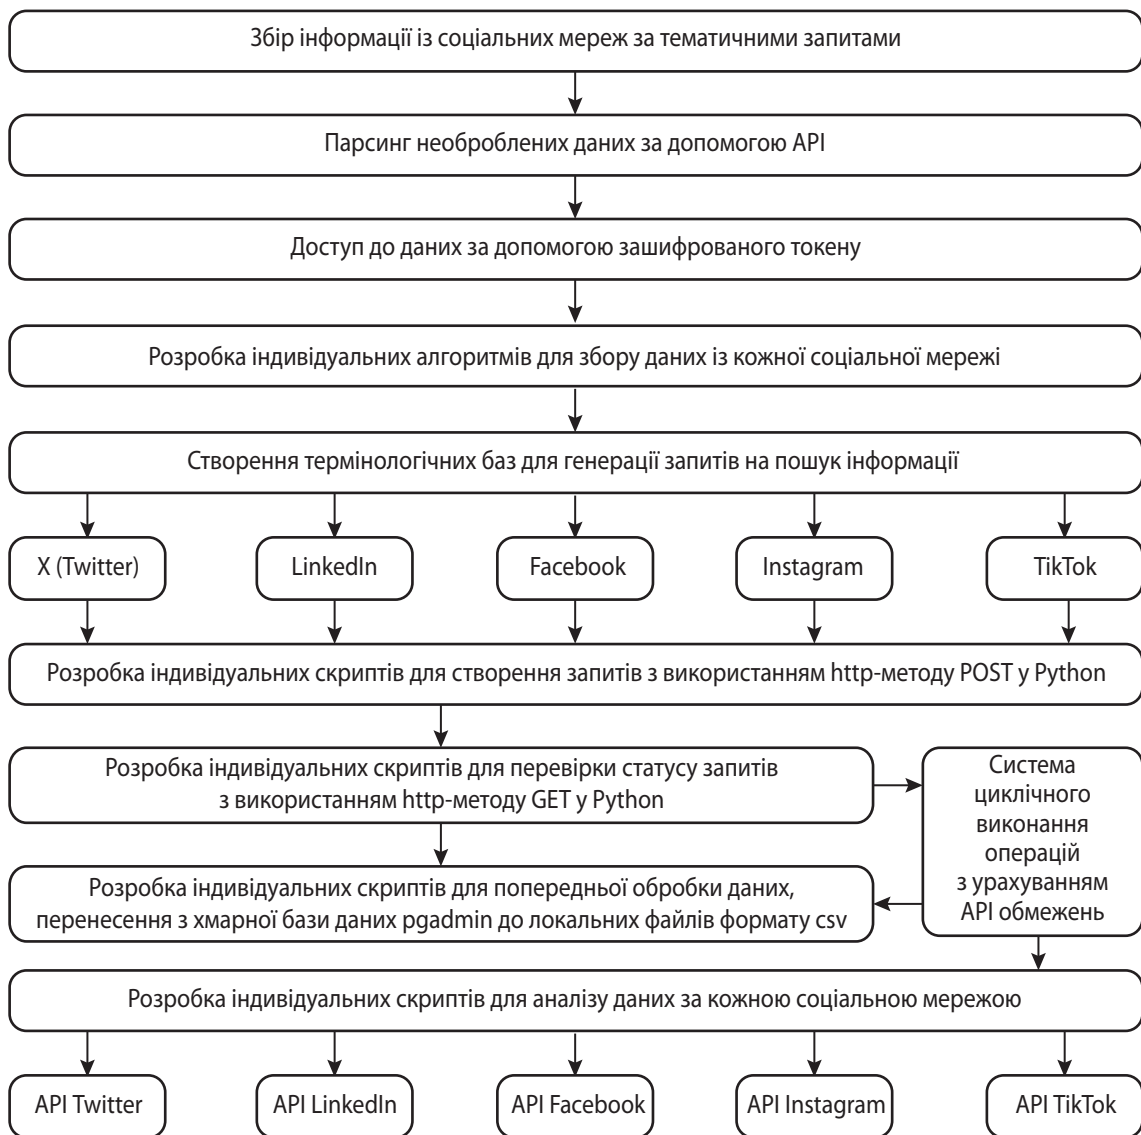 Збір інформації із соціальних мереж за тематичними запитами
Парсинг необроблених даних за допомогою API
Доступ до даних за допомогою зашифрованого токену
Розробка індивідуальних алгоритмів для збору даних із кожної соціальної мережі
Створення термінологічних баз для генерації запитів на пошук інформації
X (Twitter)
LinkedIn
Facebook
Instagram
TikTok
Розробка індивідуальних скриптів для створення запитів з використанням http-методу POST у Python
Розробка індивідуальних скриптів для перевірки статусу запитів
з використанням http-методу GET у Python
Система
циклічного
виконання
операцій
з урахуванням
API обмежень
Розробка індивідуальних скриптів для попередньої обробки даних,
перенесення з хмарної бази даних pgadmin до локальних файлів формату csv
Розробка індивідуальних скриптів для аналізу даних за кожною соціальною мережою
API Twitter
API LinkedIn
API Facebook
API Instagram
API TikTok